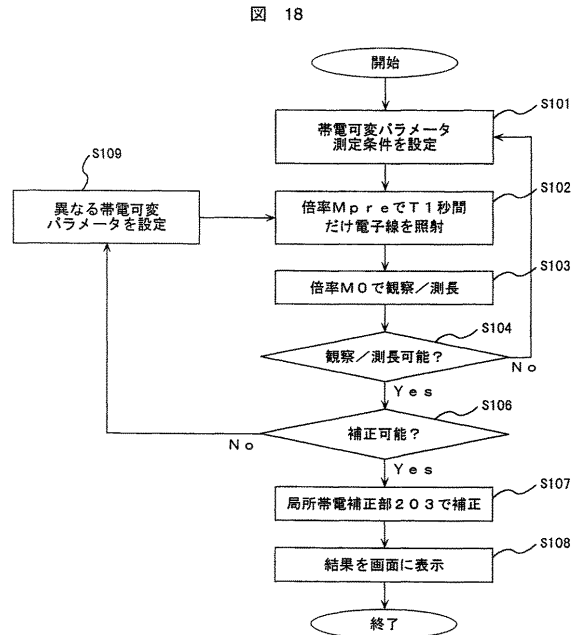 図 18
開始
S101
帯電可変パラメータ
測定条件を設定
S109
異なる帯電可変
パラメータを設定
S102
倍率MpreでT1秒間
だけ電子線を照射
S103
倍率M0で観察／測長
S104
観察／測長可能？
No
Yes
S106
補正可能？
No
Yes
S107
局所帯電補正部203で補正
S108
結果を画面に表示
終了